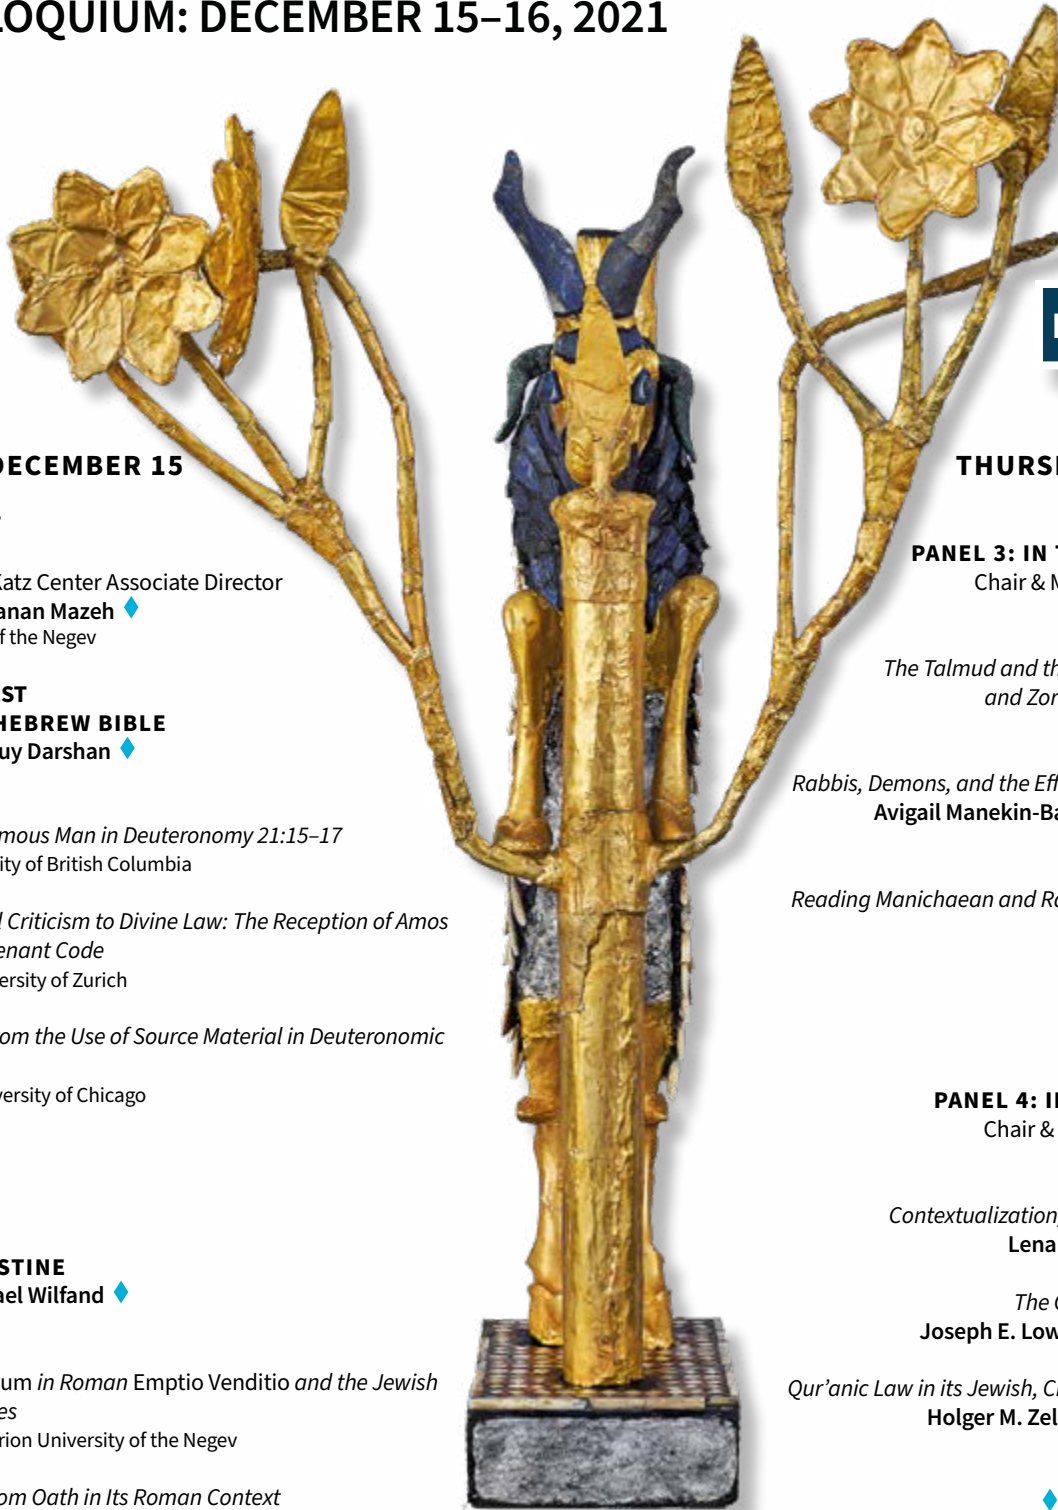 LOQUIUM: DECEMBER 15–16, 2021
DECEMBER 15
Katz Center Associate Director
anan Mazeh
f the Negev
ST
HEBREW BIBLE
uy Darshan
mous Man in Deuteronomy 21:15–17
ity of British Columbia
l Criticism to Divine Law: The Reception of Amos
enant Code
ersity of Zurich
om the Use of Source Material in Deuteronomic
versity of Chicago
STINE
ael Wilfand
um in Roman Emptio Venditio and the Jewish
es
rion University of the Negev
om Oath in Its Roman Context
THURS
PANEL 3: IN
Chair &
The Talmud and th
and Zor
Rabbis, Demons, and the Eff
Avigail Manekin-Ba
Reading Manichaean and Ra
PANEL 4: I
Chair &
Contextualization,
Lena
The
Joseph E. Low
Qur’anic Law in its Jewish, C
Holger M. Zel